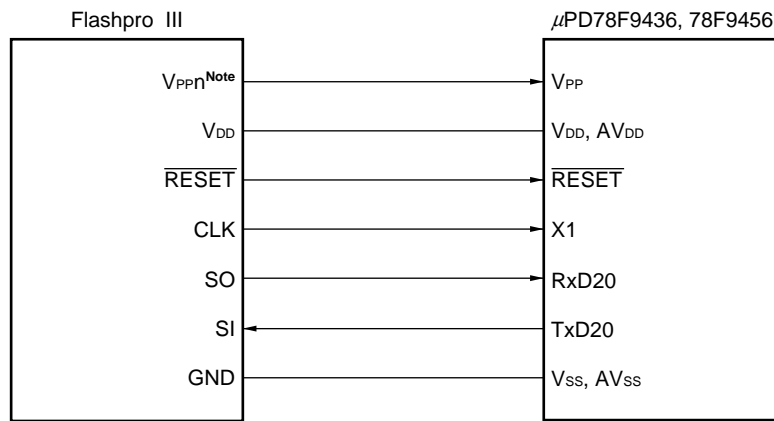 Flashpro III
μPD78F9436, 78F9456
VPPnNote
VPP
VDD
VDD, AVDD
RESET
RESET
CLK
X1
SO
RxD20
SI
TxD20
GND
VSS, AVSS